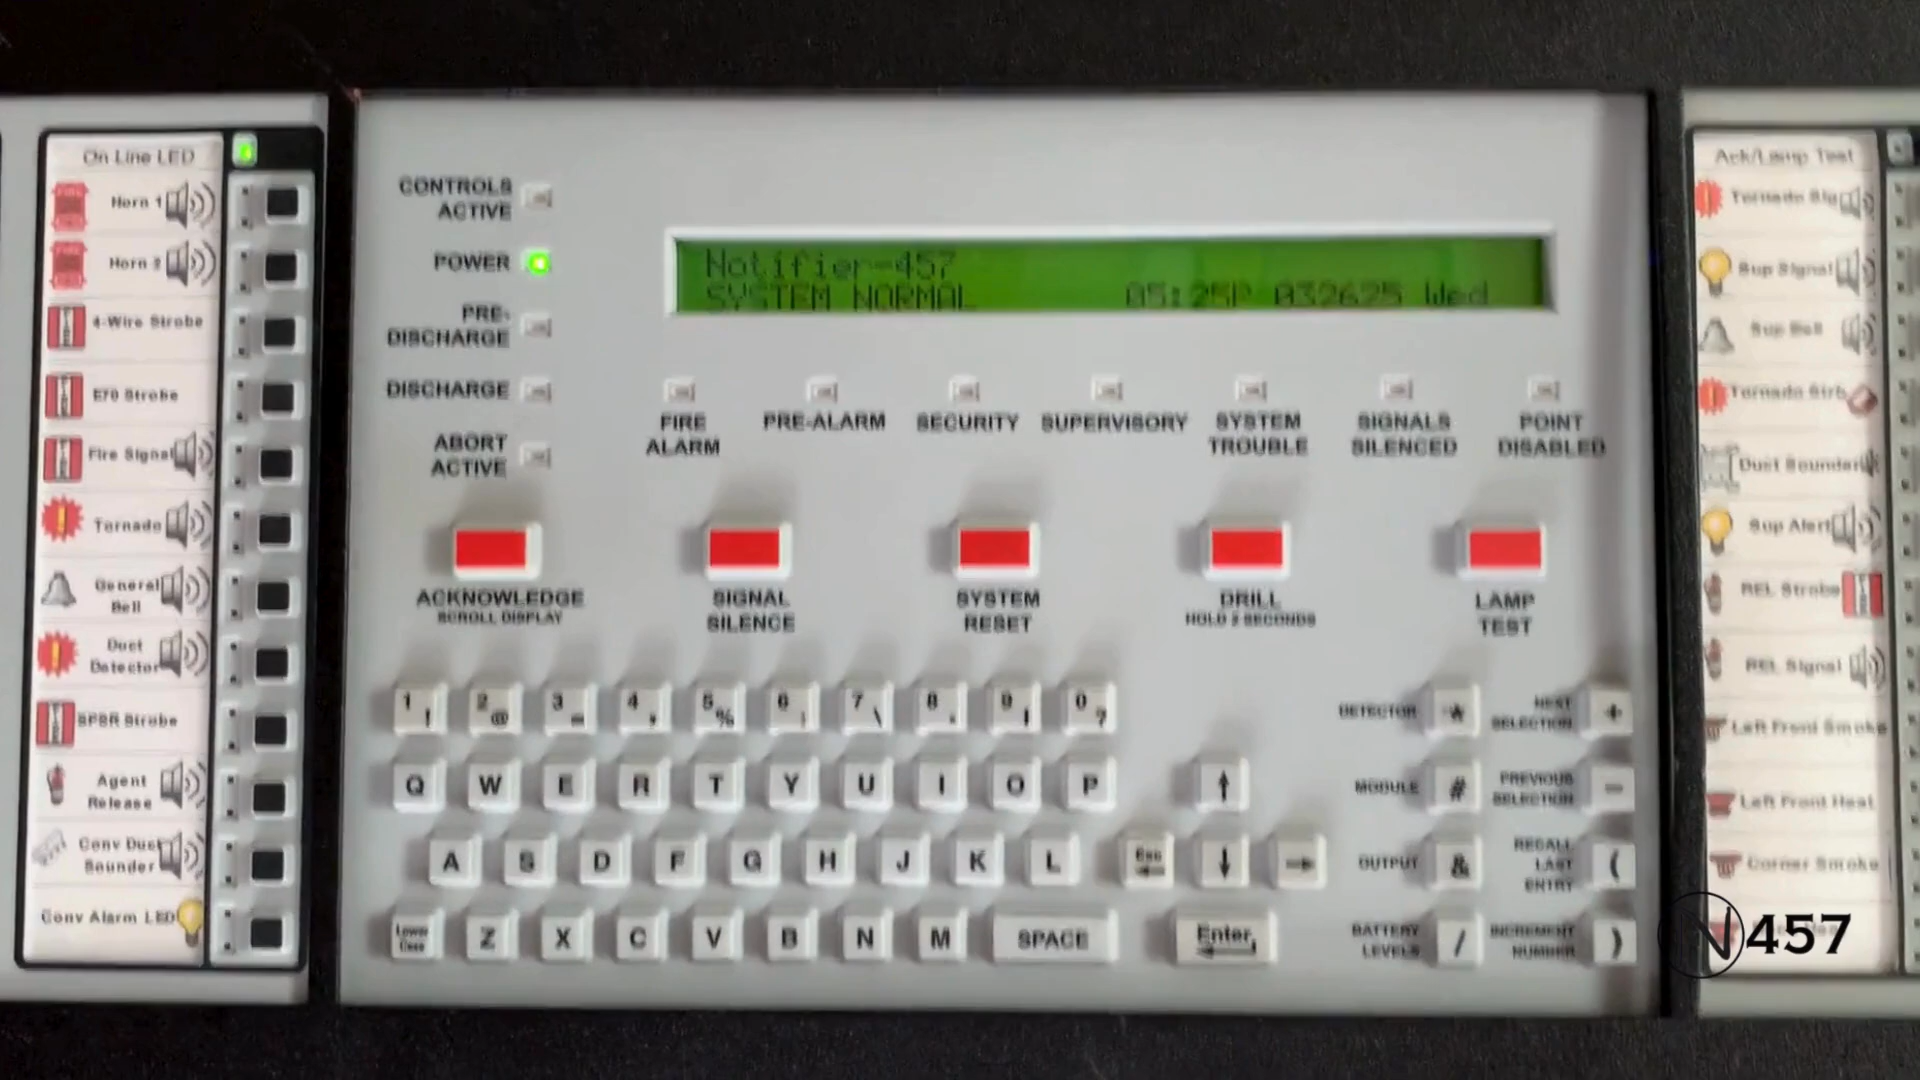 On Line LED
Horn 1
Horn 2
4-Wire Strobe
E70 Strobe
Fire Signal
Tornado
General
Bell
Duct
Detector
SPSR Strobe
Agent
Release
Conv Duct
Sounder
Conv Alarm LED
CONTROLS
ACTIVE
POWER
PRE-
DISCHARGE
DISCHARGE
ABORT
ACTIVE
Notifier-457
SYSTEM NORMAL 05:25P 032625 Wed
FIRE
ALARM
PRE-ALARM
SECURITY
SUPERVISORY
SYSTEM
TROUBLE
SIGNALS
SILENCED
POINT
DISABLED
ACKNOWLEDGE
SCROLL DISPLAY
SIGNAL
SILENCE
SYSTEM
RESET
DRILL
HOLD 2 SECONDS
LAMP
TEST
1 ! 2 @ 3 = 4 , 5 % 6 7 \ 8 9 0 ?
Q W E R T Y U I O P
A S D F G H J K L
Lower
Case
Z X C V B N M SPACE
Esc
Enter
DETECTOR *
MODULE #
OUTPUT &
BATTERY
LEVELS /
NEXT
SELECTION +
PREVIOUS
SELECTION -
RECALL
LAST
ENTRY (
INCREMENT
NUMBER )
Ack/Lamp Test
Tornado Sig
Sup Signal
Sup Bell
Tornado Strb
Duct Sounder
Sup Alert
REL Strobe
REL Signal
Left Front Smoke
Left Front Heat
Corner Smoke
N457